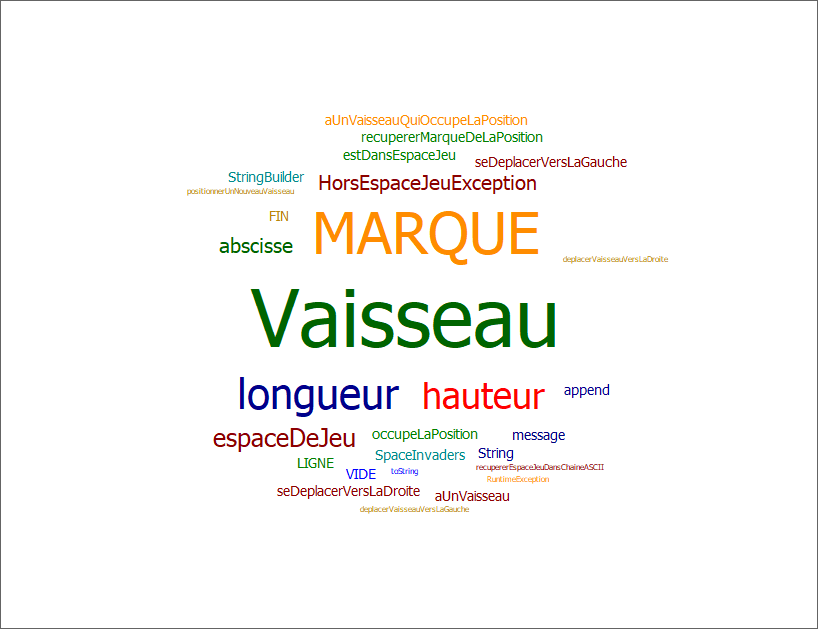 aUnVaisseauQuiOccupeLaPosition
recupererMarqueDeLaPosition
estDansEspaceJeu
seDeplacerVersLaGauche
StringBuilder
HorsEspaceJeuException
positionnerUnNouveauVaisseau
FIN
MARQUE
abscisse
deplacerVaisseauVersLaDroite
Vaisseau
longueur
hauteur
append
espaceDeJeu
occupeLaPosition
message
SpaceInvaders
String
LIGNE
VIDE
toString
recupererEspaceJeuDansChaineASCII
RuntimeException
seDeplacerVersLaDroite
aUnVaisseau
deplacerVaisseauVersLaGauche